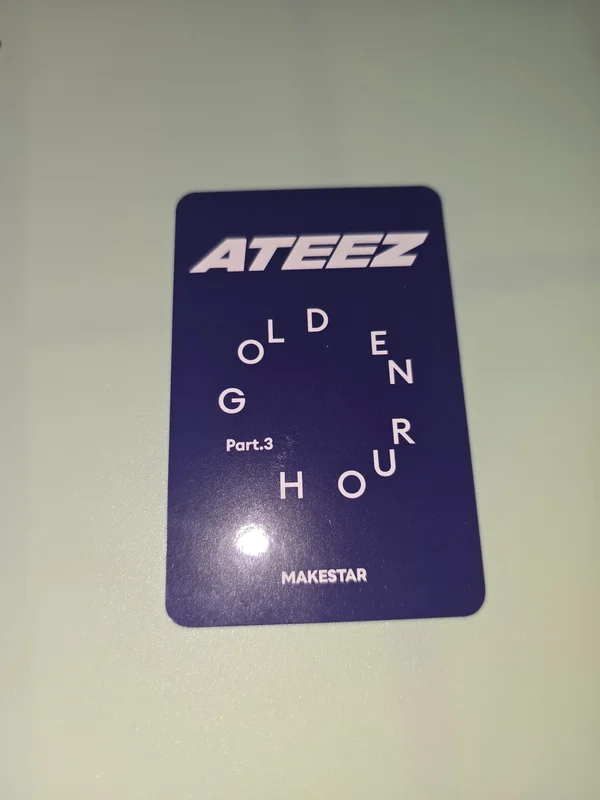 ATEEZ
GOLDEN
HOUR
Part.3
MAKESTAR